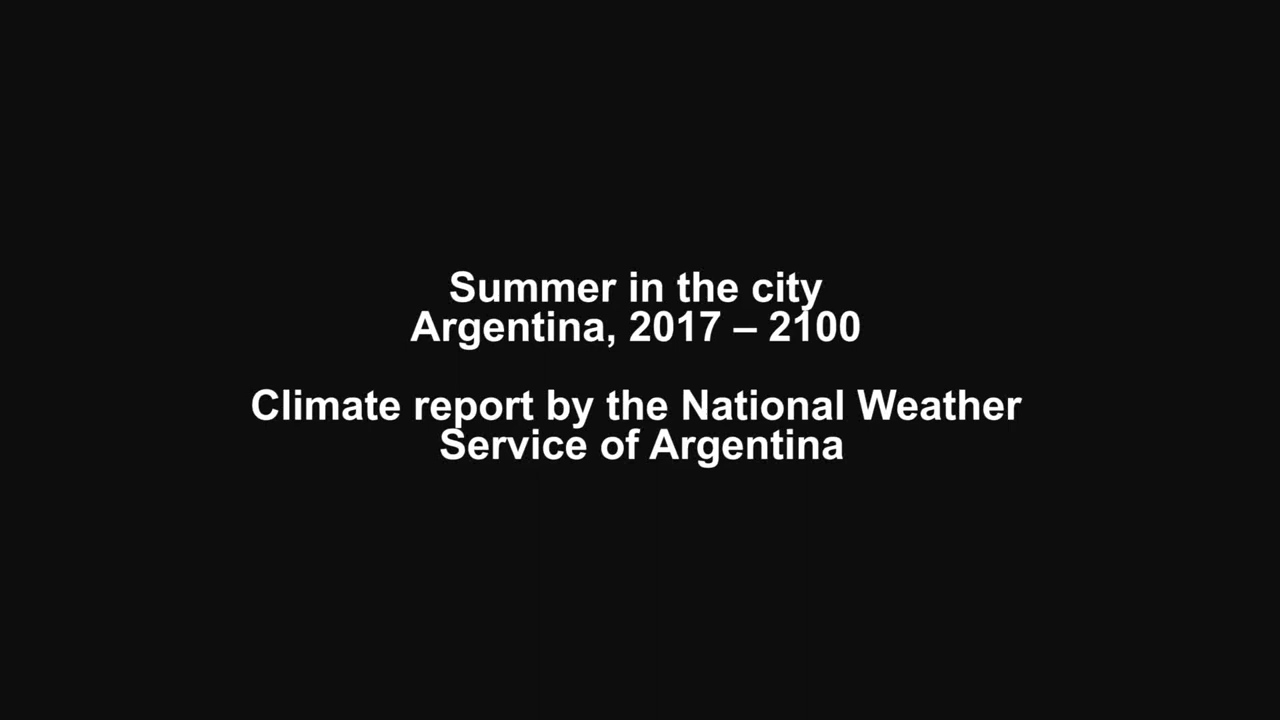 Summer in the city
Argentina, 2017 – 2100
Climate report by the National Weather
Service of Argentina